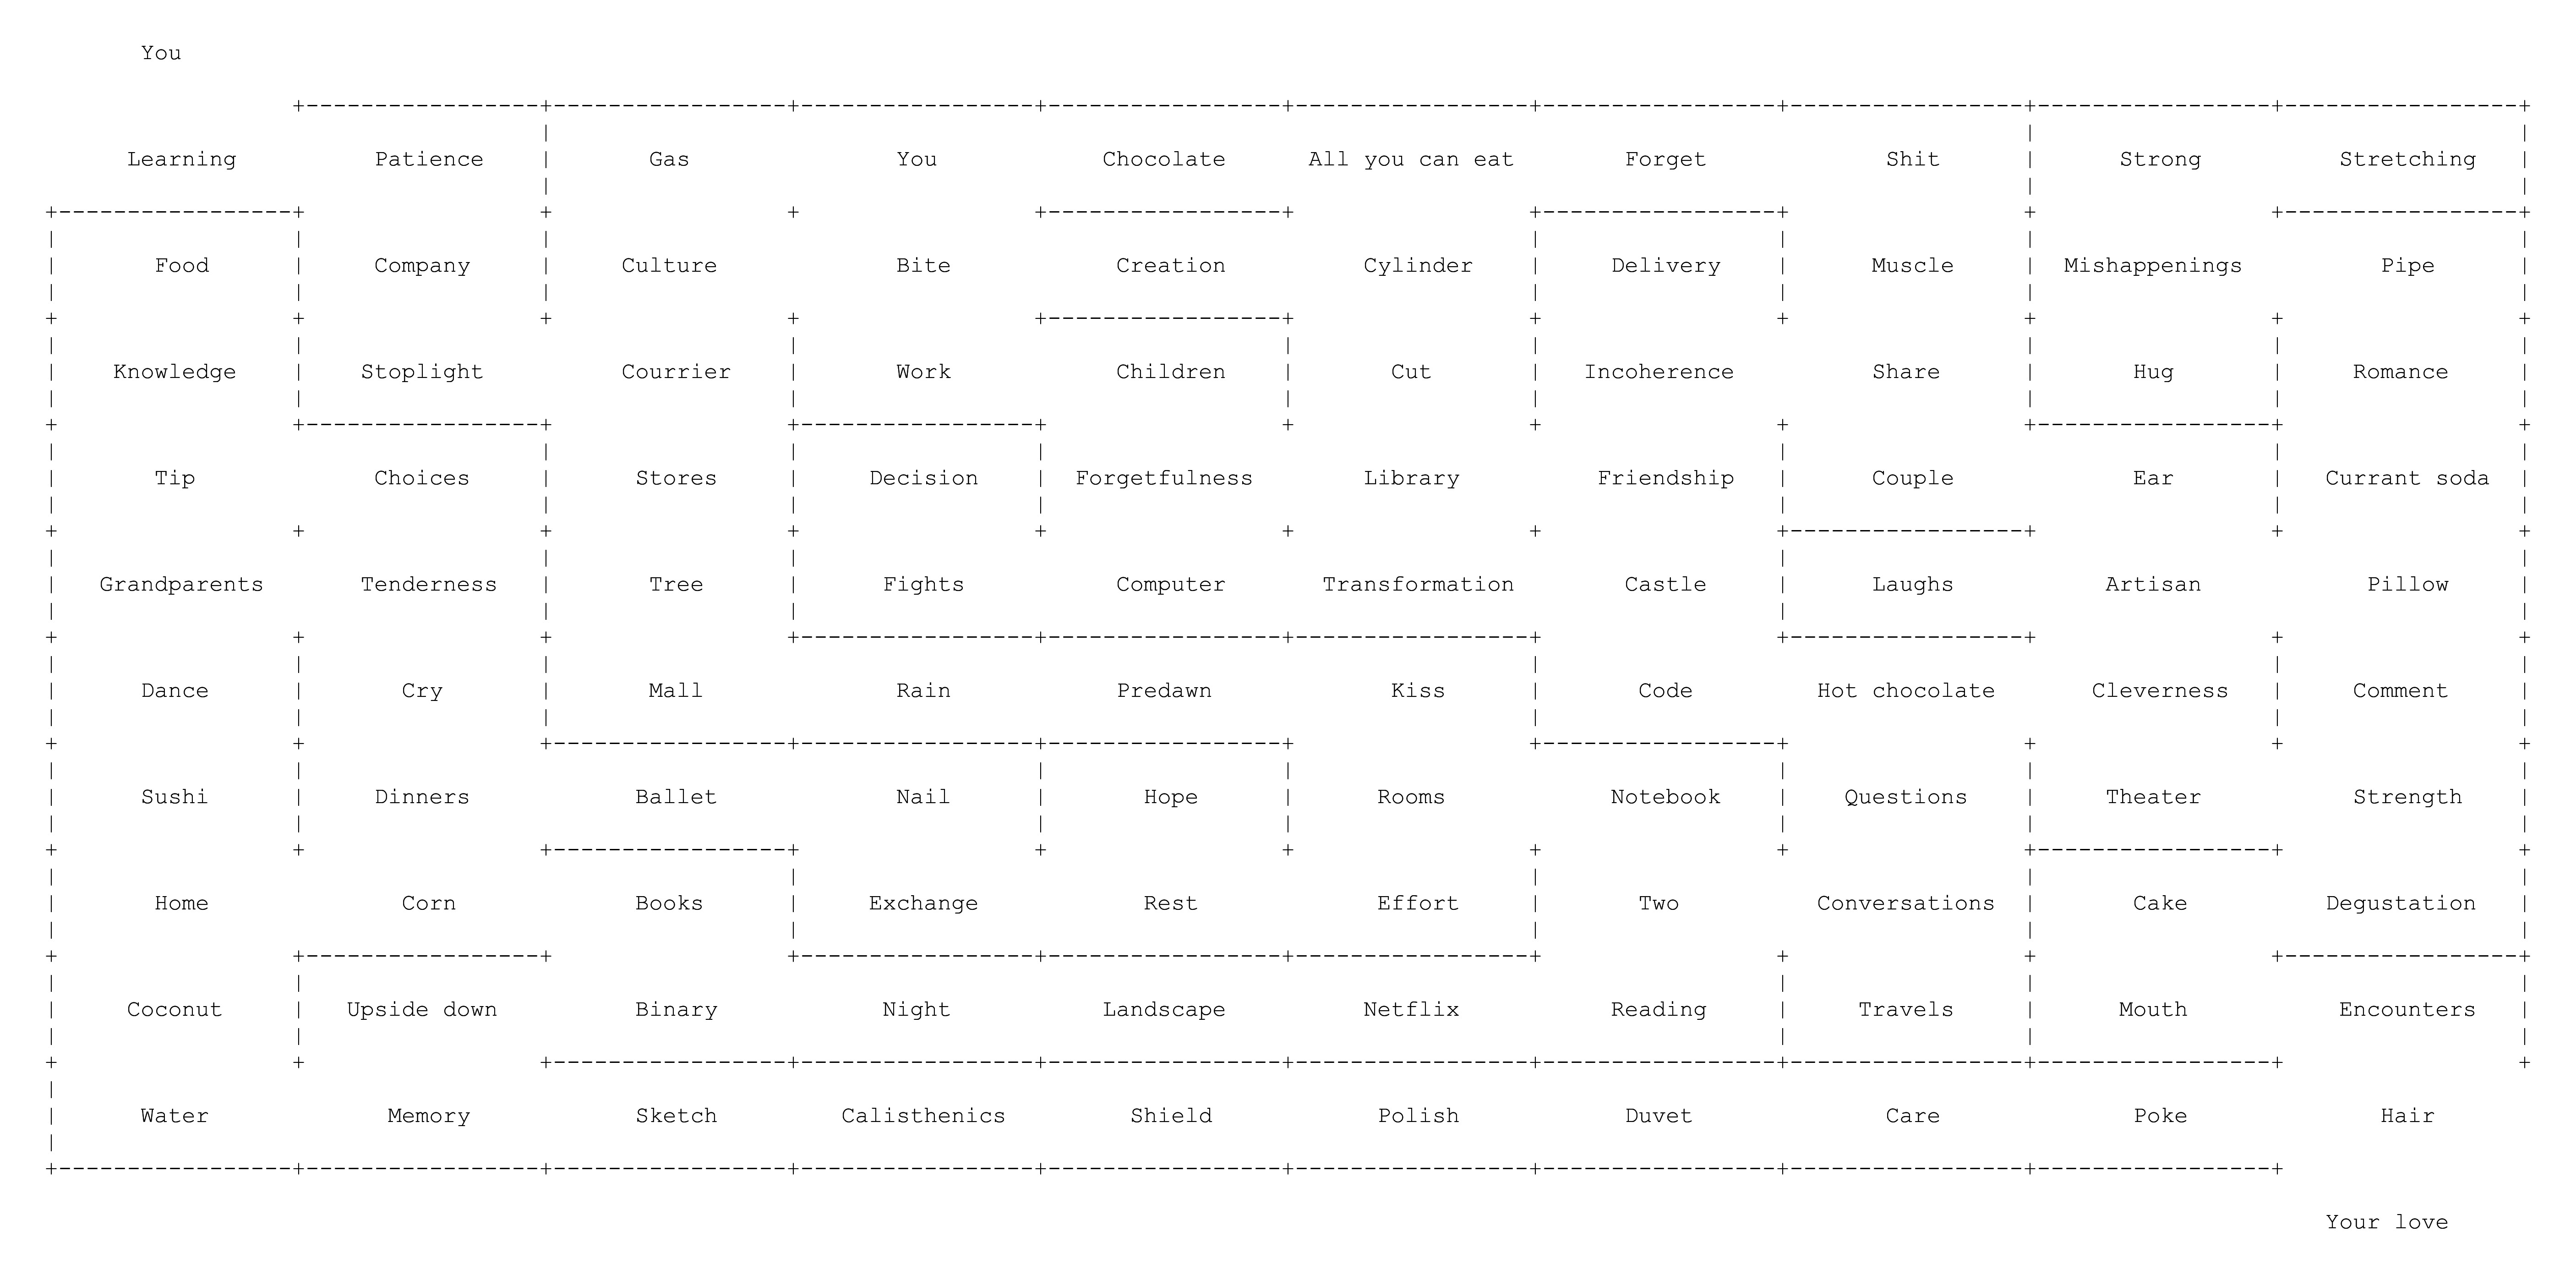 You
Learning Patience Gas You Chocolate All you can eat Forget Shit Strong Stretching
Food Company Culture Bite Creation Cylinder Delivery Muscle Mishappenings Pipe
Knowledge Stoplight Courrier Work Children Cut Incoherence Share Hug Romance
Tip Choices Stores Decision Forgetfulness Library Friendship Couple Ear Currant soda
Grandparents Tenderness Tree Fights Computer Transformation Castle Laughs Artisan Pillow
Dance Cry Mall Rain Predawn Kiss Code Hot chocolate Cleverness Comment
Sushi Dinners Ballet Nail Hope Rooms Notebook Questions Theater Strength
Home Corn Books Exchange Rest Effort Two Conversations Cake Degustation
Coconut Upside down Binary Night Landscape Netflix Reading Travels Mouth Encounters
Water Memory Sketch Calisthenics Shield Polish Duvet Care Poke Hair
Your love